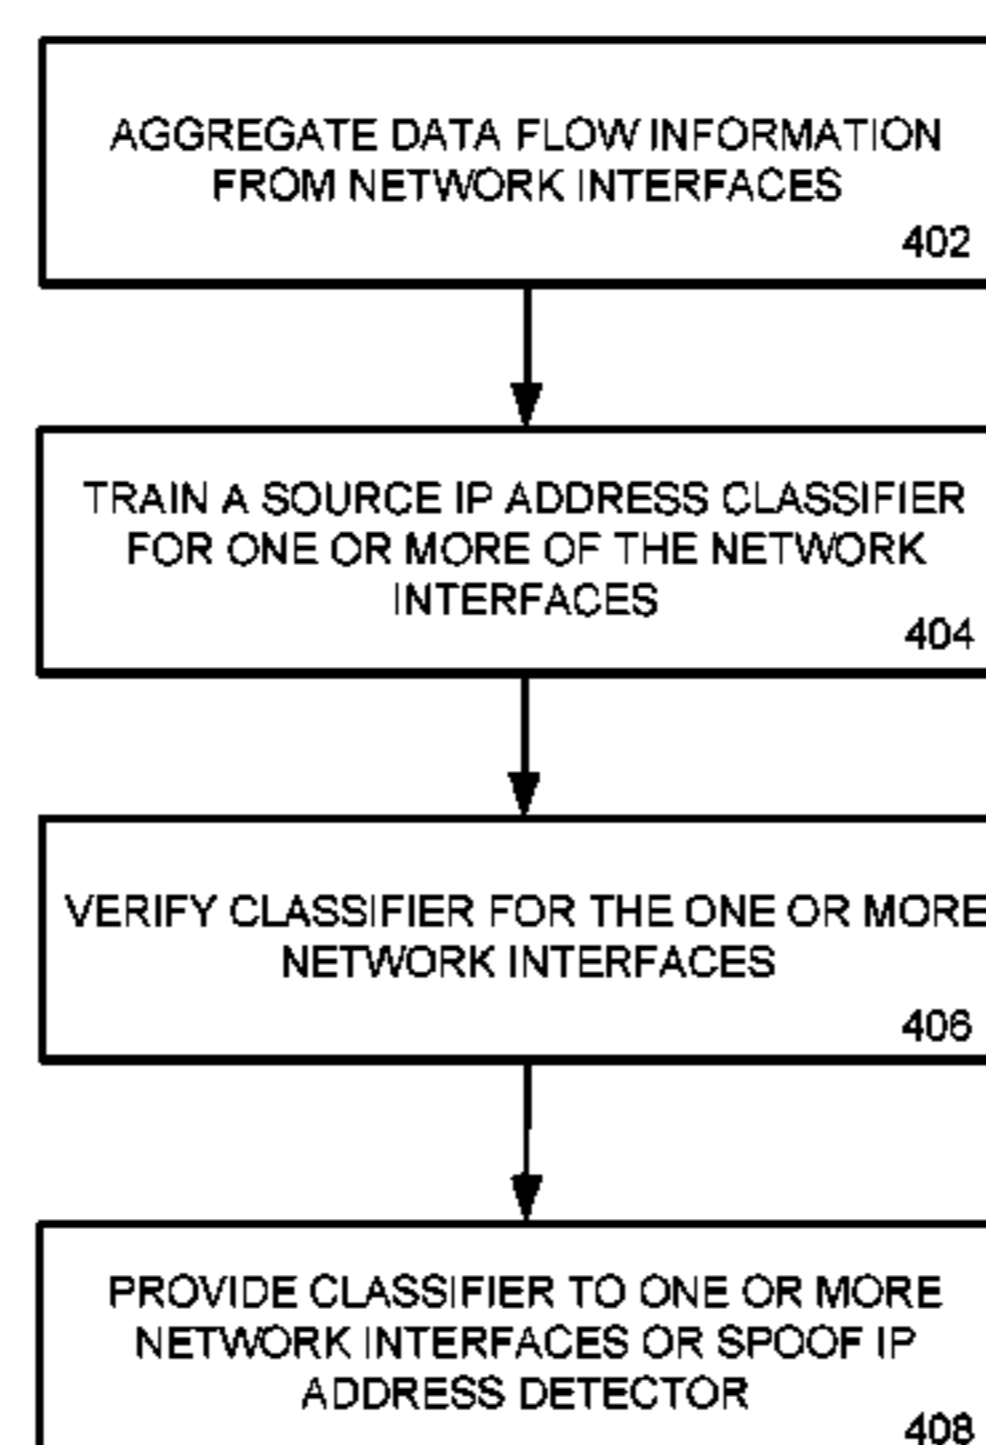 AGGREGATE DATA FLOW INFORMATION
FROM NETWORK INTERFACES
402
TRAIN A SOURCE IP ADDRESS CLASSIFIER
FOR ONE OR MORE OF THE NETWORK
INTERFACES
404
VERIFY CLASSIFIER FOR THE ONE OR MORE
NETWORK INTERFACES
406
PROVIDE CLASSIFIER TO ONE OR MORE
NETWORK INTERFACES OR SPOOF IP
ADDRESS DETECTOR
408